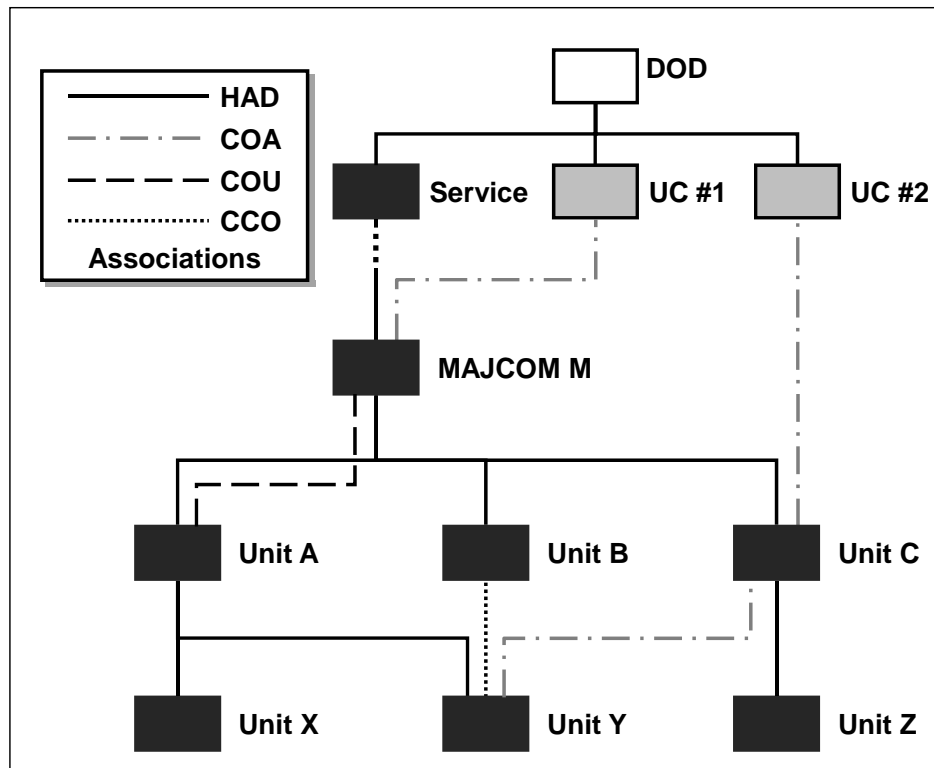 DOD
HAD
COA
COU
CCO
Associations
Service
UC #1
UC #2
MAJCOM M
Unit A
Unit B
Unit C
Unit X
Unit Y
Unit Z